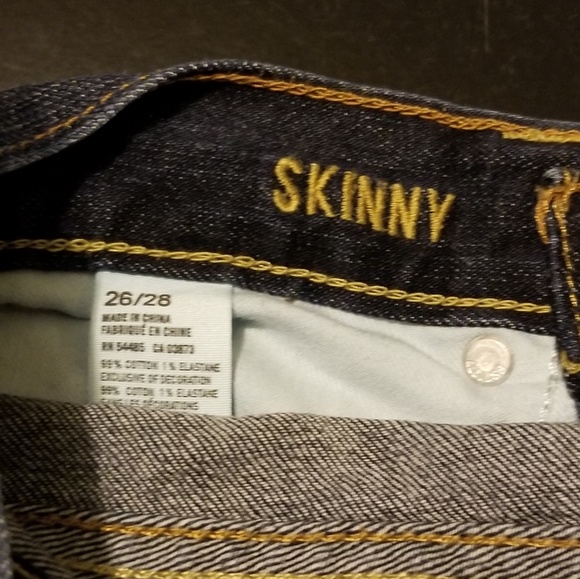 SKINNY
26/28
MADE IN CHINA
FABRIQUÉ EN CHINE
RN 54485 CA 03873
99% COTTON 1% ELASTANE
EXCLUSIVE OF DECORATION
99% COTON 1% ELASTANE